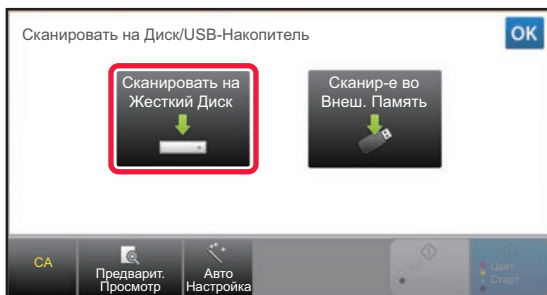 Сканировать на Диск/USB-Накопитель
OK
Сканировать на
Жесткий Диск
Сканир-е во
Внеш. Память
CA
Предварит.
Просмотр
Авто
Настройка
Ч/Б
Цвет
Старт